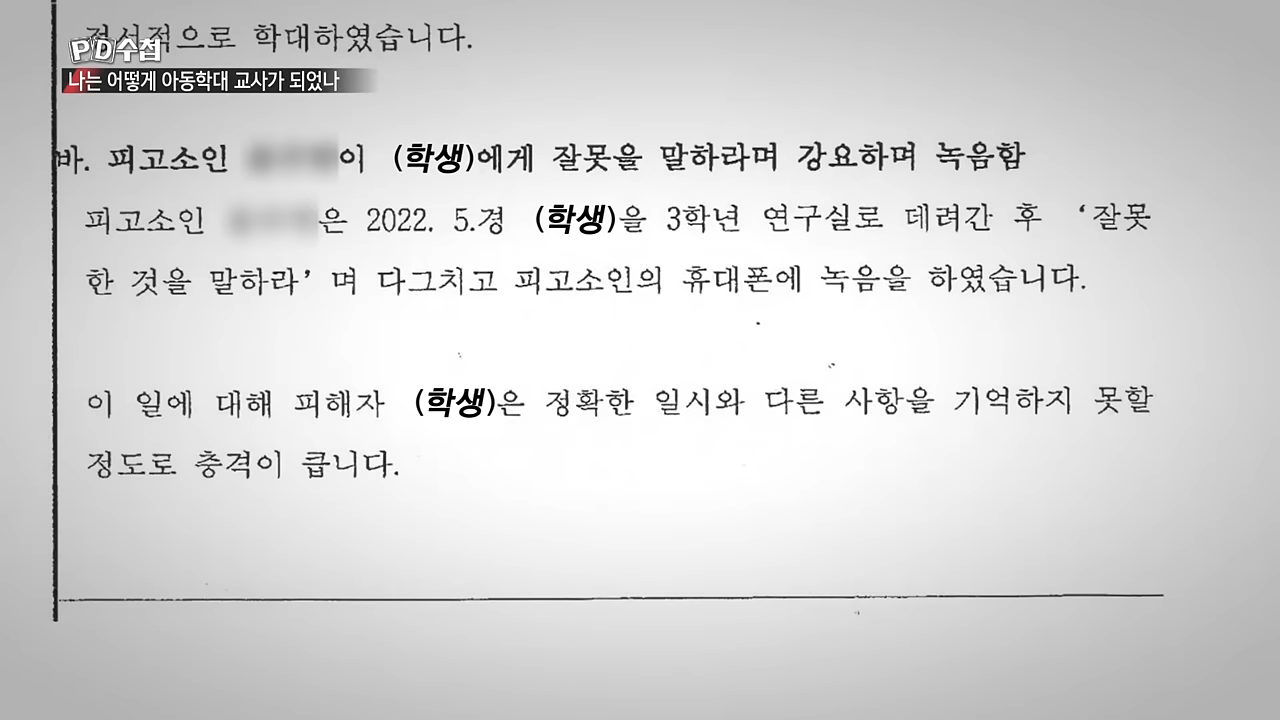 정서적으로 학대하였습니다.
PD수첩
나는 어떻게 아동학대 교사가 되었나
바. 피고소인 이 (학생)에게 잘못을 말하라며 강요하며 녹음함
피고소인 은 2022. 5.경 (학생)을 3학년 연구실로 데려간 후 ‘잘못
한 것을 말하라’ 며 다그치고 피고소인의 휴대폰에 녹음을 하였습니다.
이 일에 대해 피해자 (학생)은 정확한 일시와 다른 사항을 기억하지 못할
정도로 충격이 큽니다.